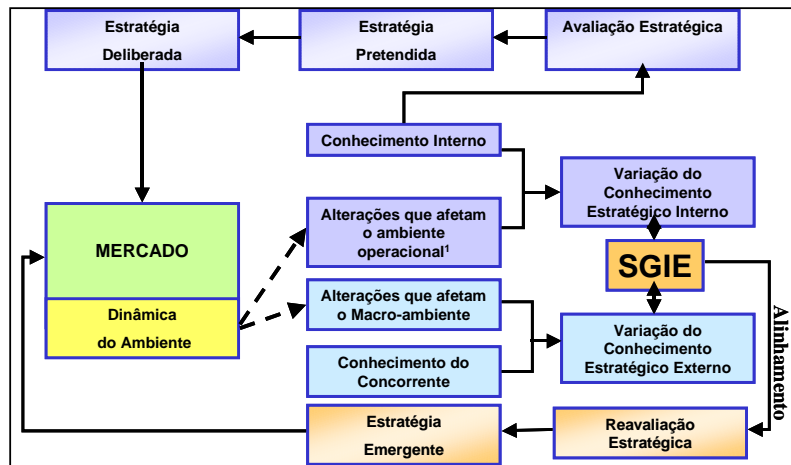 Estratégia
Deliberada
Estratégia
Pretendida
Avaliação Estratégica
Conhecimento Interno
Variação do
Conhecimento
Estratégico Interno
MERCADO
Alterações que afetam
o ambiente
operacional¹
SGIE
Dinâmica
do Ambiente
Alterações que afetam
o Macro-ambiente
Conhecimento do
Concorrente
Variação do
Conhecimento
Estratégico Externo
Alinhamento
Estratégia
Emergente
Reavaliação
Estratégica